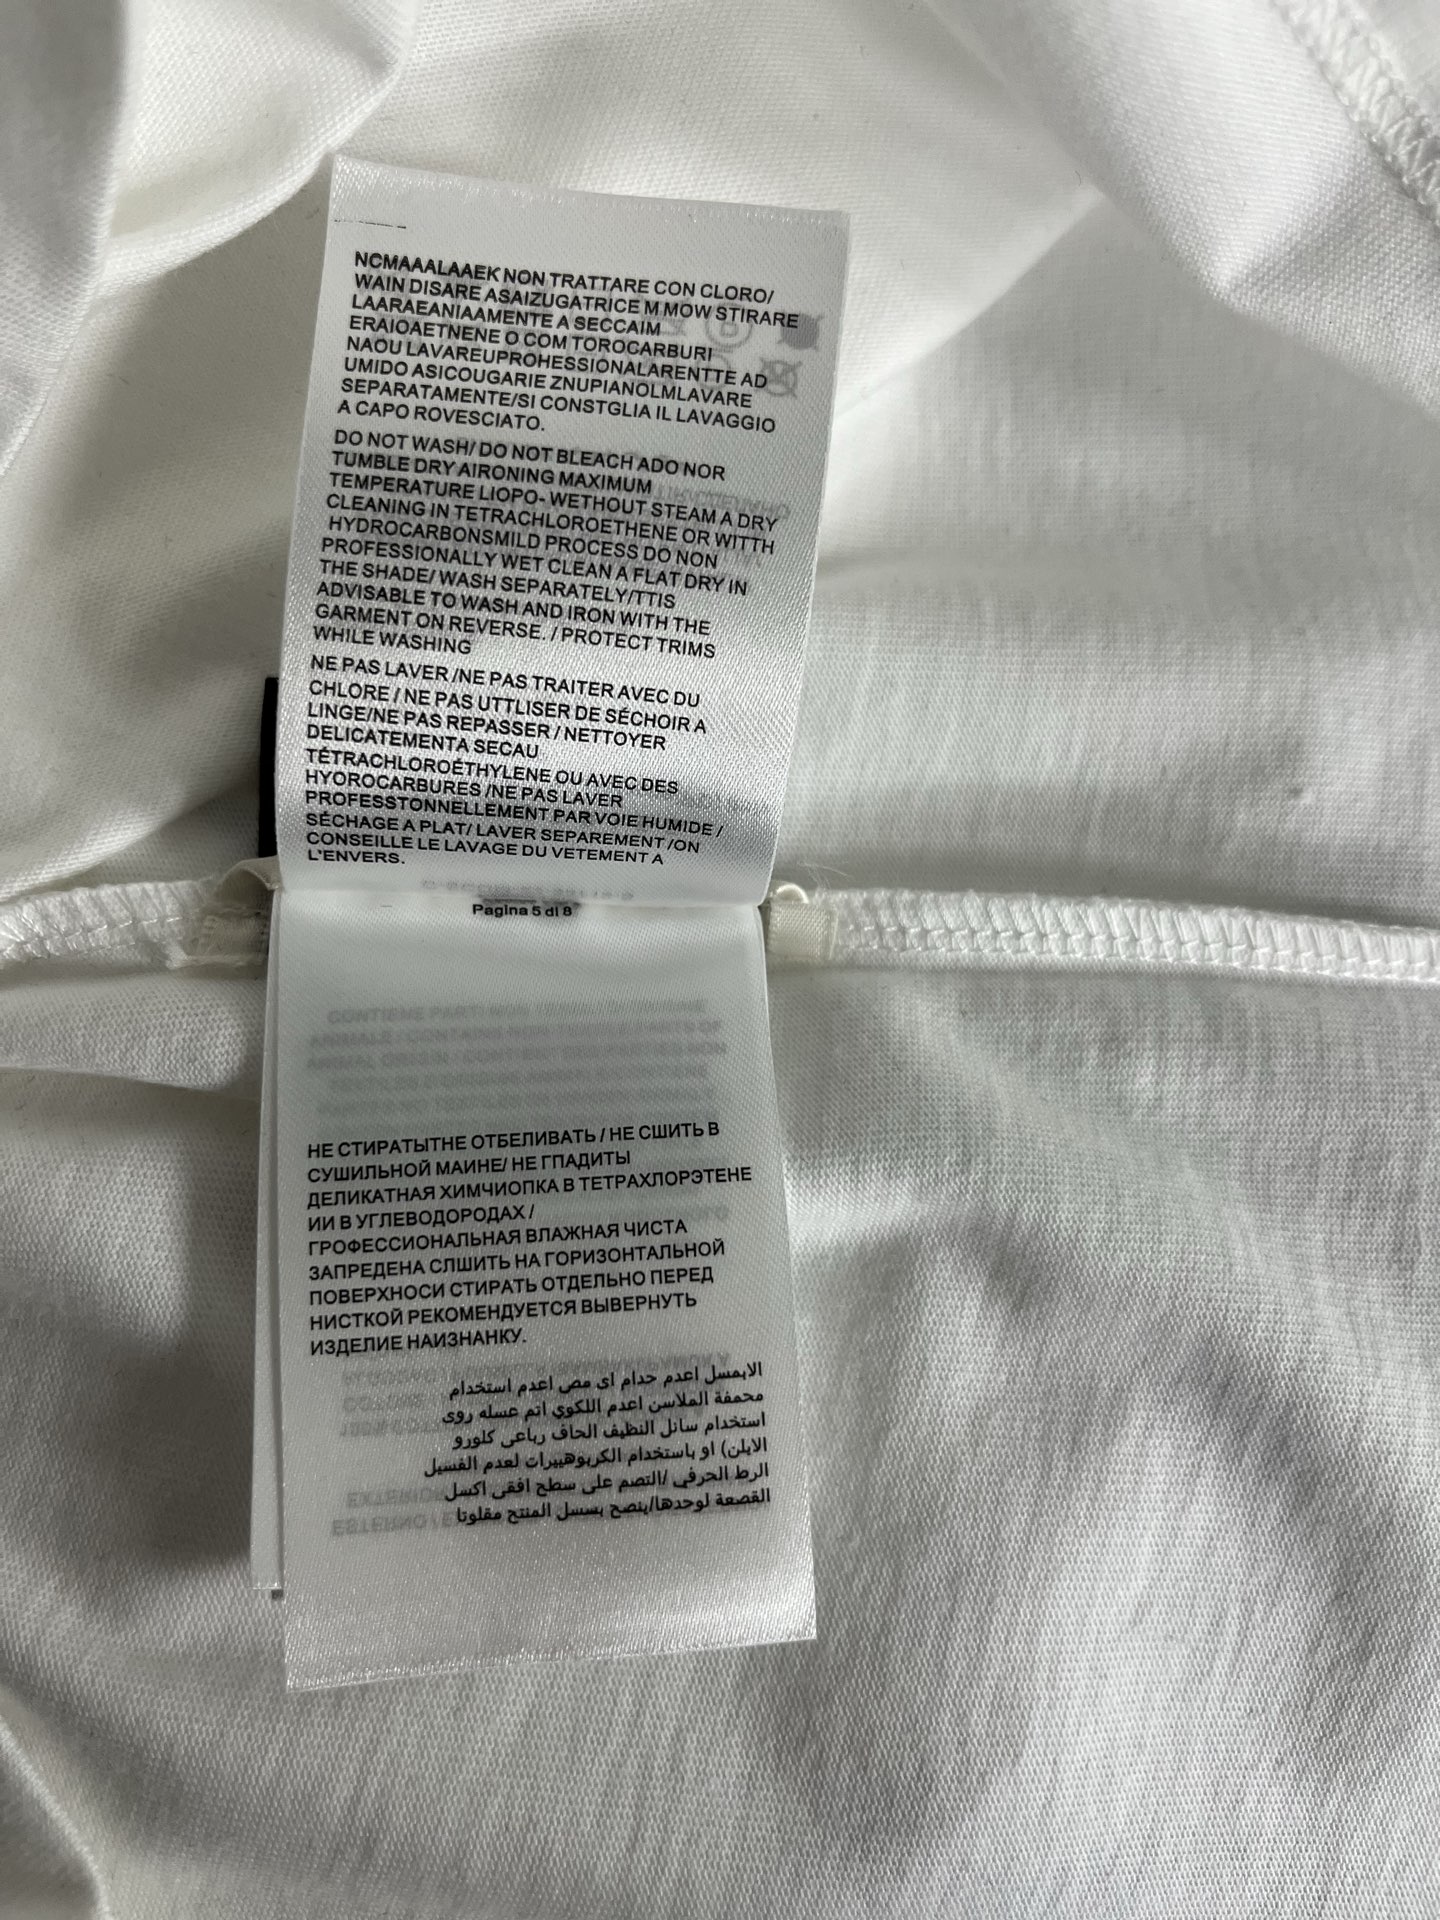 NCMAAALAAEK NON TRATTARE CON CLORO/
WAIN DISARE ASAIZUGATRICE M MOW STIRARE
LAARAEANIAAMENTE A SECCAIM
ERAIOAETNENE O COM TOROCARBURI
NAOU LAVAREUPROHESSIONALARENTTE AD
UMIDO ASICOUGARIE ZNUPIANOLMLAVARE
SEPARATAMENTE/SI CONSTGLIA IL LAVAGGIO
A CAPO ROVESCIATO.
DO NOT WASH/ DO NOT BLEACH ADO NOR
TUMBLE DRY AIRONING MAXIMUM
TEMPERATURE LIOPO- WETHOUT STEAM A DRY
CLEANING IN TETRACHLOROETHENE OR WITTH
HYDROCARBONSMILD PROCESS DO NON
PROFESSIONALLY WET CLEAN A FLAT DRY IN
THE SHADE/ WASH SEPARATELY/TTIS
ADVISABLE TO WASH AND IRON WITH THE
GARMENT ON REVERSE. / PROTECT TRIMS
WHILE WASHING
NE PAS LAVER /NE PAS TRAITER AVEC DU
CHLORE / NE PAS UTTLISER DE SÉCHOIR A
LINGE/NE PAS REPASSER / NETTOYER
DELICATEMENTA SECAU
TÉTRACHLOROÉTHYLENE OU AVEC DES
HYOROCARBURES /NE PAS LAVER
PROFESSTONNELLEMENT PAR VOIE HUMIDE /
SÉCHAGE A PLAT/ LAVER SEPAREMENT /ON
CONSEILLE LE LAVAGE DU VETEMENT A
L'ENVERS.
Pagina 5 di 8
НЕ СТИРАТЫТНЕ ОТБЕЛИВАТЬ / НЕ СШИТЬ В
СУШИЛЬНОЙ МАИНЕ/ НЕ ГПАДИТЫ
ДЕЛИКАТНАЯ ХИМЧИОПКА В ТЕТРАХЛОРЭТЕНЕ
ИИ В УГЛЕВОДОРОДАХ /
ГРОФЕССИОНАЛЬНАЯ ВЛАЖНАЯ ЧИСТА
ЗАПРЕДЕНА СЛШИТЬ НА ГОРИЗОНТАЛЬНОЙ
ПОВЕРХНОСИ СТИРАТЬ ОТДЕЛЬНО ПЕРЕД
НИСТКОЙ РЕКОМЕНДУЕТСЯ ВЫВЕРНУТЬ
ИЗДЕЛИЕ НАИЗНАНКУ.
الايمسل اعدم حدام اى مص اعدم استخدام
محمفة الملاسن اعدم اللكوي اتم عسله روى
استخدام سانل النظيف الحاف رباعى كلورو
الايلن) او باستخدام الكربوهيبرات لعدم الفسيل
الرط الحرفي /التصم على سطح افقى اكسل
القصعة لوحدها/ينصح بسسل المنتج مقلوتا